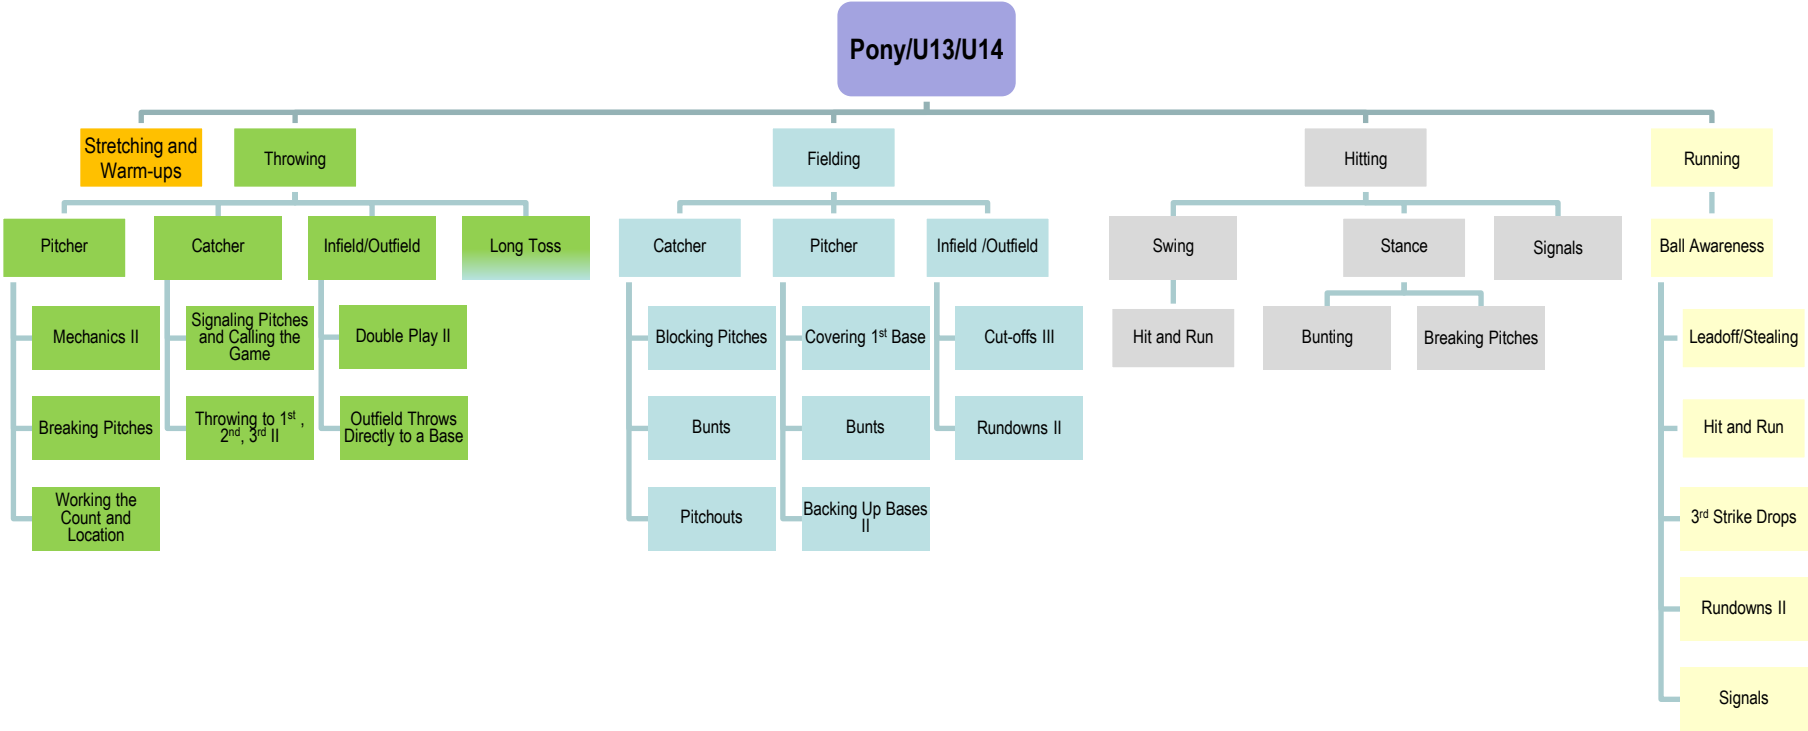 Pony/U13/U14
Stretching and
Warm-ups
Throwing
Fielding
Hitting
Running
Pitcher
Catcher
Infield/Outfield
Long Toss
Catcher
Pitcher
Infield /Outfield
Swing
Stance
Signals
Ball Awareness
Mechanics II
Signaling Pitches
and Calling the
Game
Double Play II
Blocking Pitches
Covering 1st Base
Cut-offs III
Hit and Run
Bunting
Breaking Pitches
Leadoff/Stealing
Breaking Pitches
Throwing to 1st ,
2nd, 3rd II
Outfield Throws
Directly to a Base
Bunts
Bunts
Rundowns II
Hit and Run
Working the
Count and
Location
Pitchouts
Backing Up Bases
II
3rd Strike Drops
Rundowns II
Signals